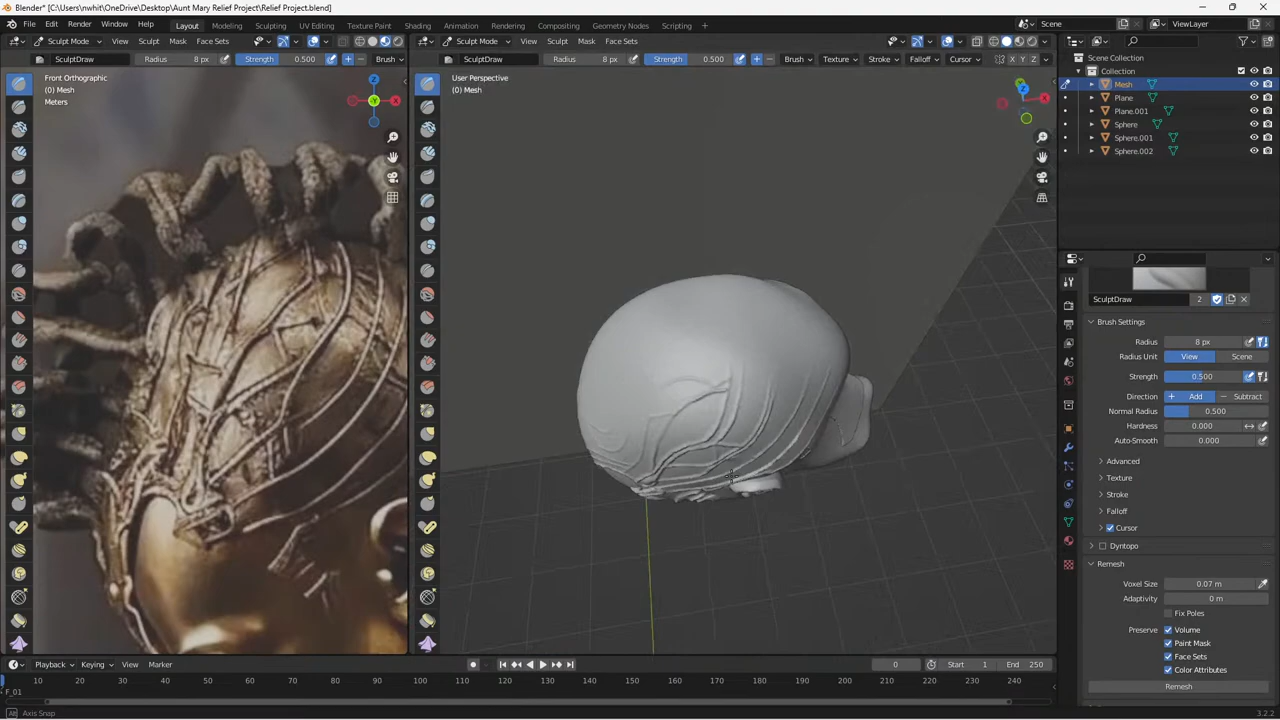 Blender* [C:\Users\nwhit\OneDrive\Desktop\Aunt Mary Relief Project\Relief Project.blend]
File Edit Render Window Help Layout Modeling Sculpting UV Editing Texture Paint Shading Animation Rendering Compositing Geometry Nodes Scripting + Scene ViewLayer
Sculpt Mode View Sculpt Mask Face Sets
SculptDraw Radius 8 px Strength 0.500 Brush
Front Orthographic
(0) Mesh
Meters
Sculpt Mode View Sculpt Mask Face Sets
SculptDraw Radius 8 px Strength 0.500 Brush Texture Stroke Falloff Cursor X Y Z
User Perspective
(0) Mesh
X
Y
Z
Scene Collection
Collection
Mesh
Plane
Plane.001
Sphere
Sphere.001
Sphere.002
SculptDraw 2
Brush Settings
Radius 8 px
Radius Unit View Scene
Strength 0.500
Direction + Add − Subtract
Normal Radius 0.500
Hardness 0.000
Auto-Smooth 0.000
Advanced
Texture
Stroke
Falloff
Cursor
Dyntopo
Remesh
Voxel Size 0.07 m
Adaptivity 0 m
Fix Poles
Preserve Volume
Paint Mask
Face Sets
Color Attributes
Remesh
Playback Keying View Marker 0 Start 1 End 250
10 20 30 40 50 60 70 80 90 100 110 120 130 140 150 160 170 180 190 200 210 220 230 240
F_01
Axis Snap 3.2.2